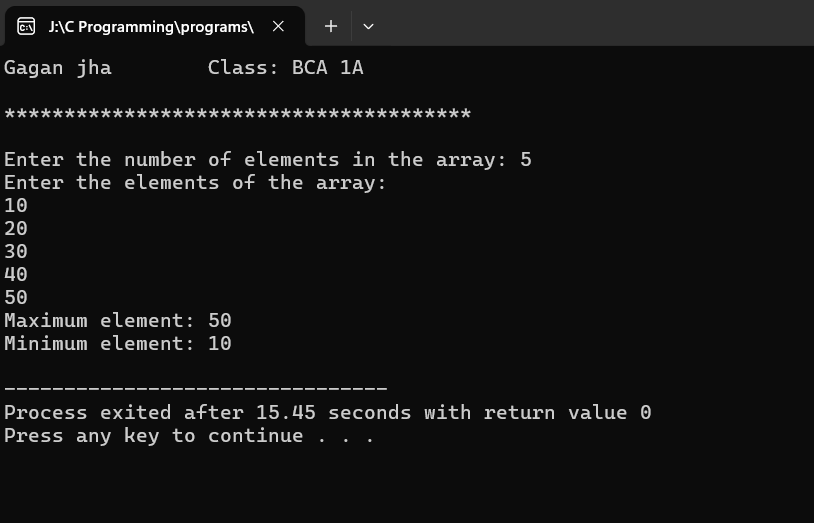 J:\C Programming\programs\
Gagan jha        Class: BCA 1A
***************************************
Enter the number of elements in the array: 5
Enter the elements of the array:
10
20
30
40
50
Maximum element: 50
Minimum element: 10
--------------------------------
Process exited after 15.45 seconds with return value 0
Press any key to continue . . .